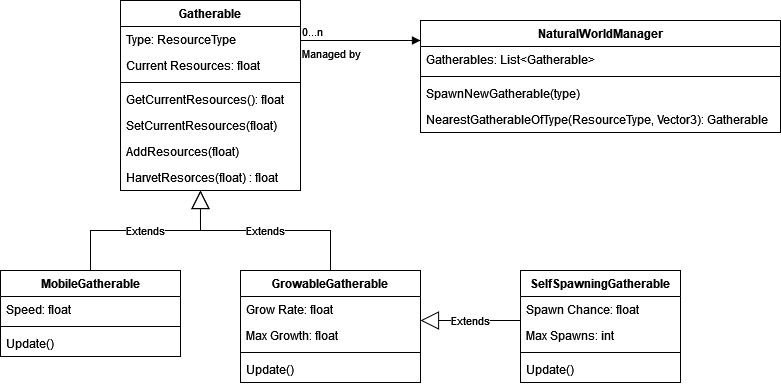 Gatherable
Type: ResourceType
Current Resources: float
GetCurrentResources(): float
SetCurrentResources(float)
AddResources(float)
HarvetResorces(float) : float
0...n
Managed by
NaturalWorldManager
Gatherables: List<Gatherable>
SpawnNewGatherable(type)
NearestGatherableOfType(ResourceType, Vector3): Gatherable
Extends
Extends
MobileGatherable
Speed: float
Update()
GrowableGatherable
Grow Rate: float
Max Growth: float
Update()
Extends
SelfSpawningGatherable
Spawn Chance: float
Max Spawns: int
Update()